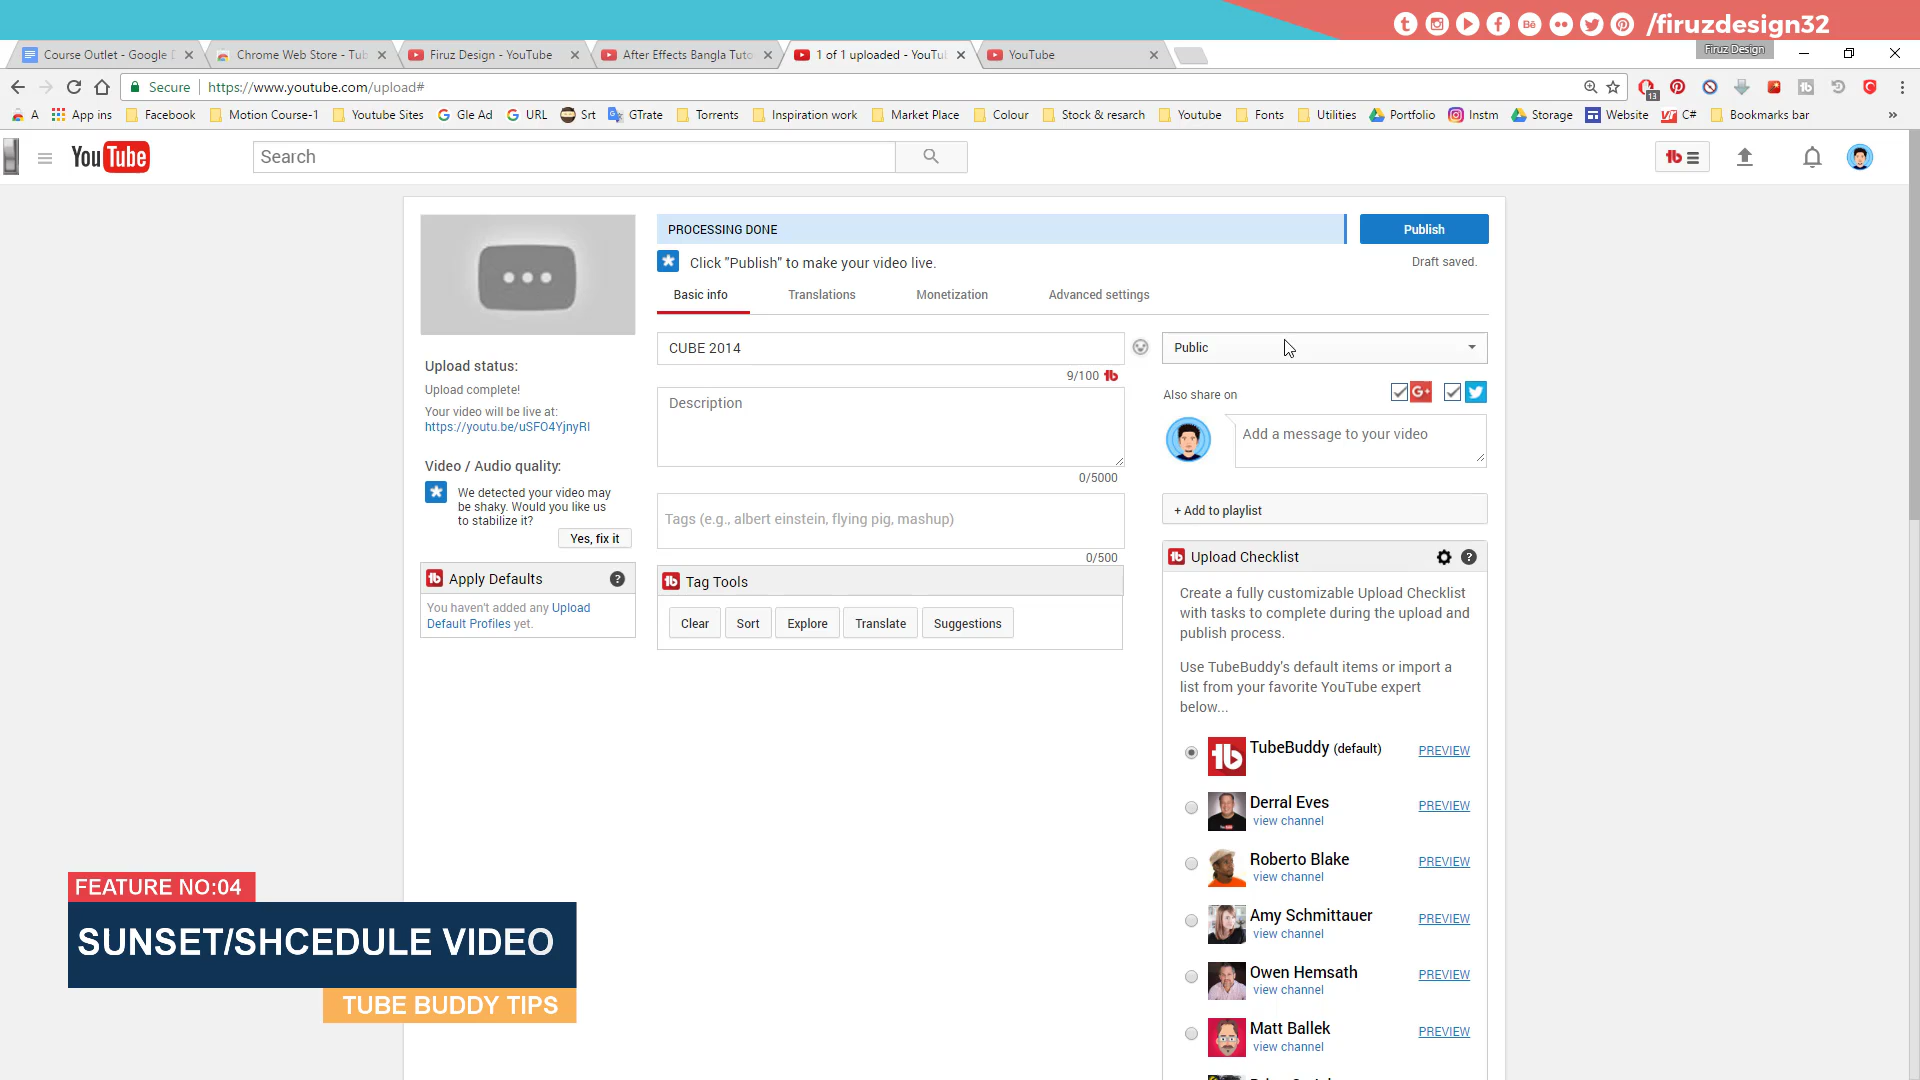 /firuzdesign32
Firuz Design
Course Outlet - Google D
Chrome Web Store - Tub
Firuz Design - YouTube
After Effects Bangla Tuto
1 of 1 uploaded - YouTu
YouTube
Secure
https://www.youtube.com/upload#
13
A
App ins
Facebook
Motion Course-1
Youtube Sites
Gle Ad
URL
Srt
GTrate
Torrents
Inspiration work
Market Place
Colour
Stock & resarch
Youtube
Fonts
Utilities
Portfolio
Instm
Storage
Website
C#
Bookmarks bar
YouTube
Search
PROCESSING DONE
Publish
Click "Publish" to make your video live.
Draft saved.
Basic info
Translations
Monetization
Advanced settings
CUBE 2014
9/100
Public
Description
0/5000
Also share on
Add a message to your video
Tags (e.g., albert einstein, flying pig, mashup)
0/500
+ Add to playlist
Upload status:
Upload complete!
Your video will be live at:
https://youtu.be/uSFO4YjnyRI
Video / Audio quality:
We detected your video may
be shaky. Would you like us
to stabilize it?
Yes, fix it
Apply Defaults
You haven't added any Upload
Default Profiles yet.
Tag Tools
Clear
Sort
Explore
Translate
Suggestions
Upload Checklist
Create a fully customizable Upload Checklist
with tasks to complete during the upload and
publish process.
Use TubeBuddy's default items or import a
list from your favorite YouTube expert
below...
TubeBuddy (default)
PREVIEW
Derral Eves
view channel
PREVIEW
Roberto Blake
view channel
PREVIEW
Amy Schmittauer
view channel
PREVIEW
Owen Hemsath
view channel
PREVIEW
Matt Ballek
view channel
PREVIEW
FEATURE NO:04
SUNSET/SHCEDULE VIDEO
TUBE BUDDY TIPS